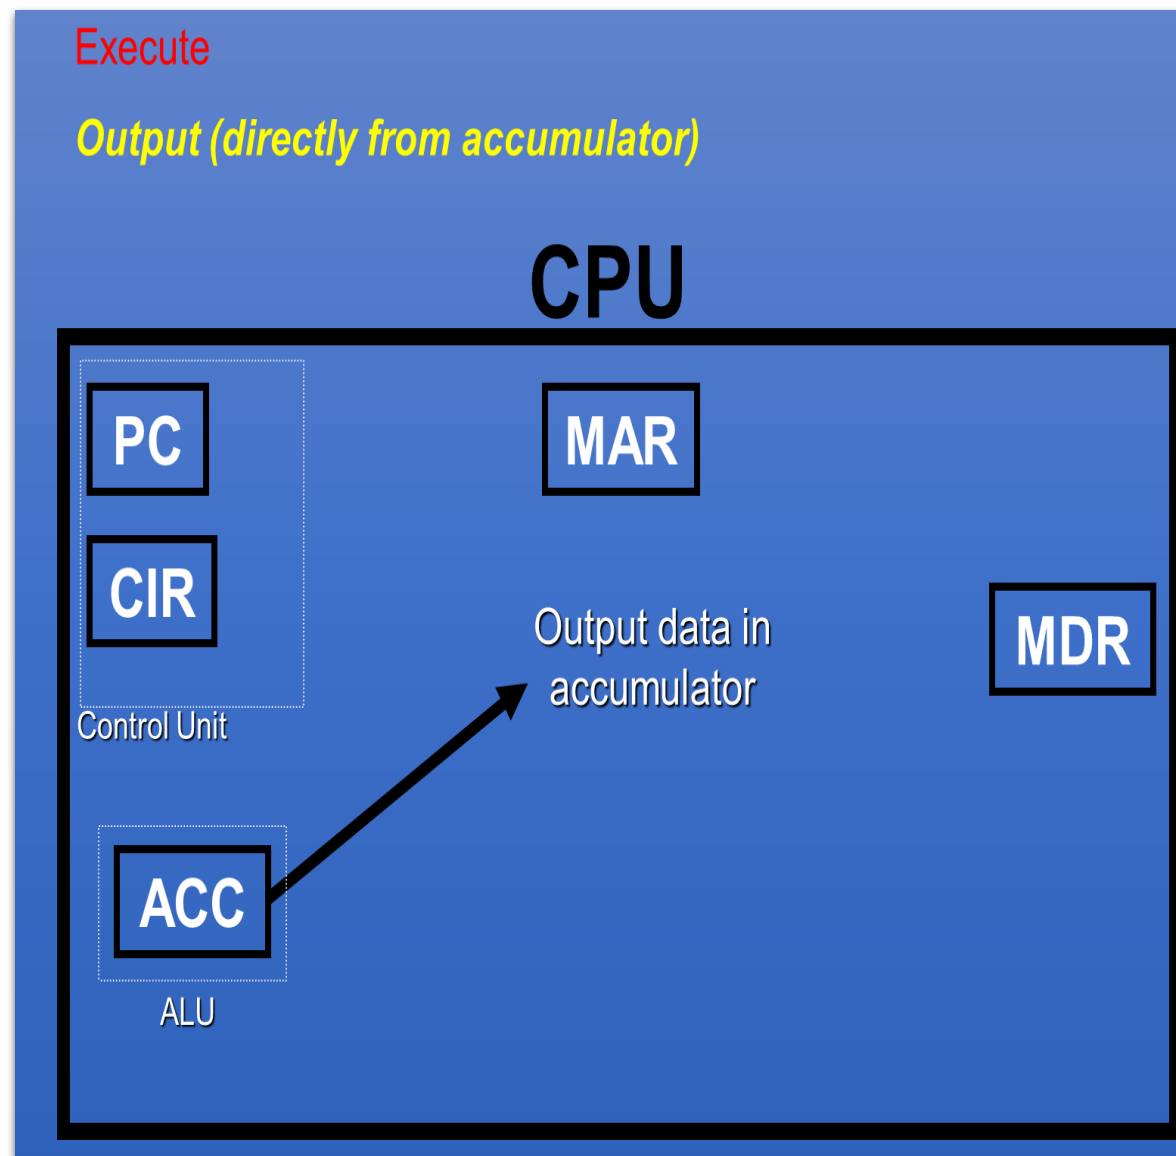 Execute
Output (directly from accumulator)
CPU
PC
MAR
CIR
Output data in
accumulator
MDR
Control Unit
ACC
ALU